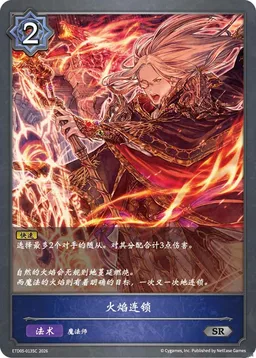 2
快速
选择最多2个对手的随从。对其分配合计3点伤害。
自然的火焰会无规则地蔓延燃烧。
而魔法的火焰则有着明确的目标，一次又一次地连锁。
火焰连锁
SR
法术 魔法师
© Cygames, Inc. Published by NetEase Games